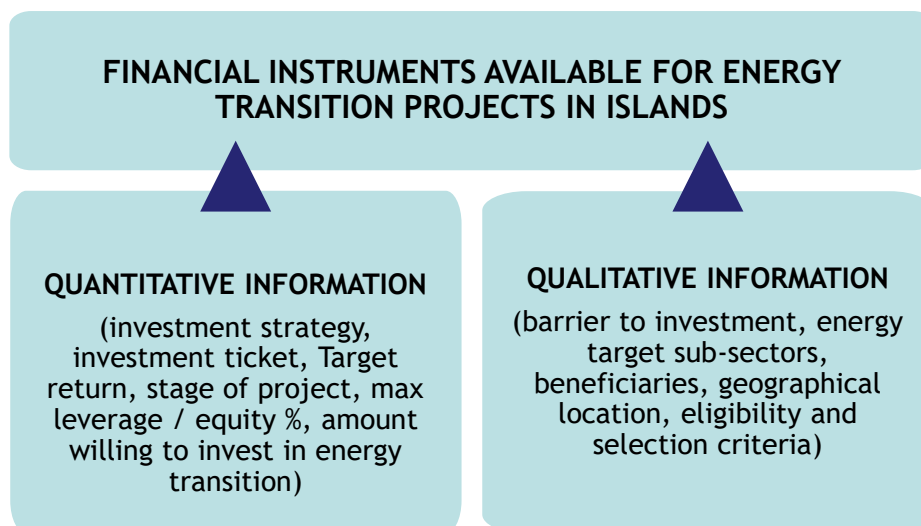 FINANCIAL INSTRUMENTS AVAILABLE FOR ENERGY
TRANSITION PROJECTS IN ISLANDS
QUANTITATIVE INFORMATION
(investment strategy,
investment ticket, Target
return, stage of project, max
leverage / equity %, amount
willing to invest in energy
transition)
QUALITATIVE INFORMATION
(barrier to investment, energy
target sub-sectors,
beneficiaries, geographical
location, eligibility and
selection criteria)